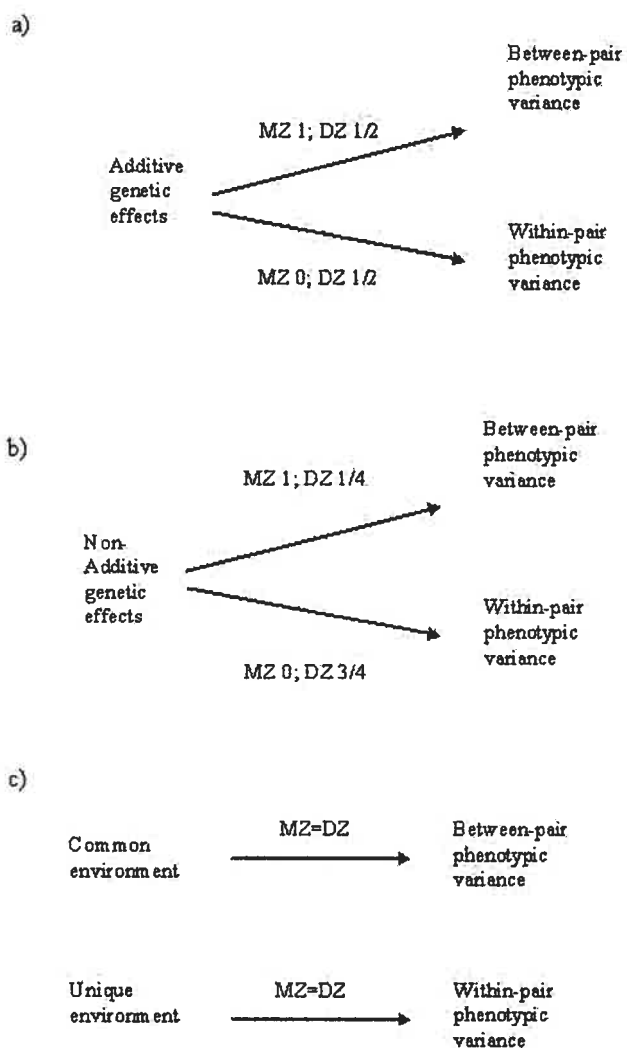 a)
Between-pair
phenotypic
variance
MZ 1; DZ 1/2
Additive
genetic
effects
Within-pair
phenotypic
variance
MZ 0; DZ 1/2
b)
Between-pair
phenotypic
variance
MZ 1; DZ 1/4
Non-
Additive
genetic
effects
Within-pair
phenotypic
variance
MZ 0; DZ 3/4
c)
MZ=DZ
Common
environment
Between-pair
phenotypic
variance
MZ=DZ
Unique
environment
Within-pair
phenotypic
variance